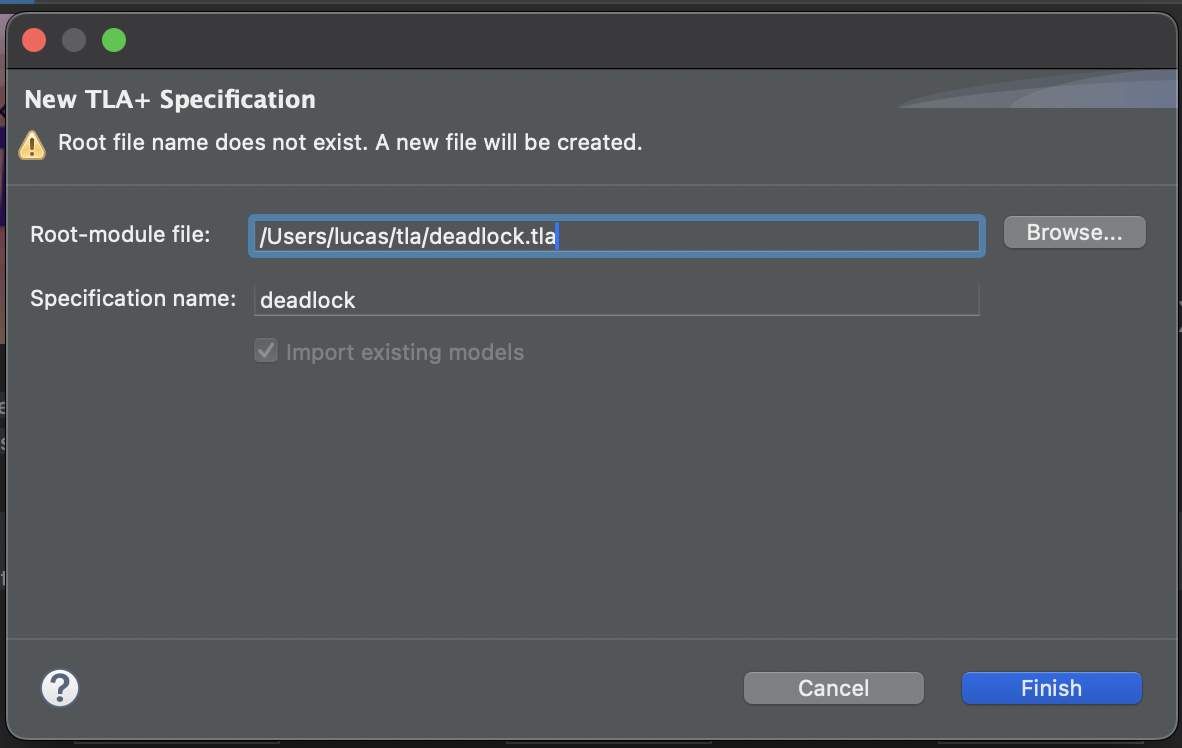 New TLA+ Specification
Root file name does not exist. A new file will be created.
Root-module file: /Users/lucas/tla/deadlock.tla Browse...
Specification name: deadlock
Import existing models
? Cancel Finish